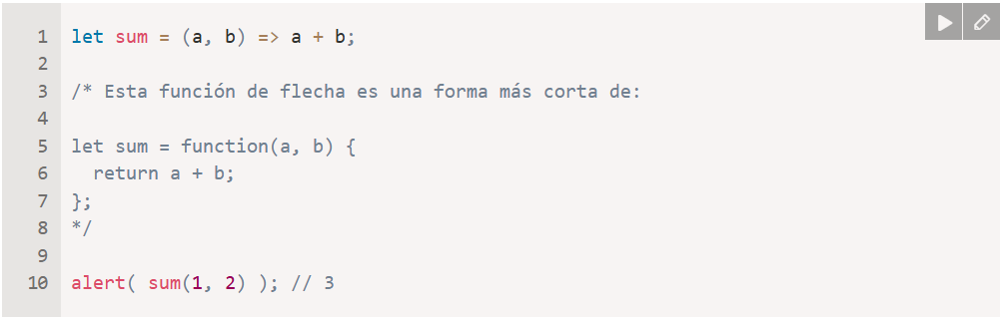 1 let sum = (a, b) => a + b;
2
3 /* Esta función de flecha es una forma más corta de:
4
5 let sum = function(a, b) {
6   return a + b;
7 };
8 */
9
10 alert( sum(1, 2) ); // 3